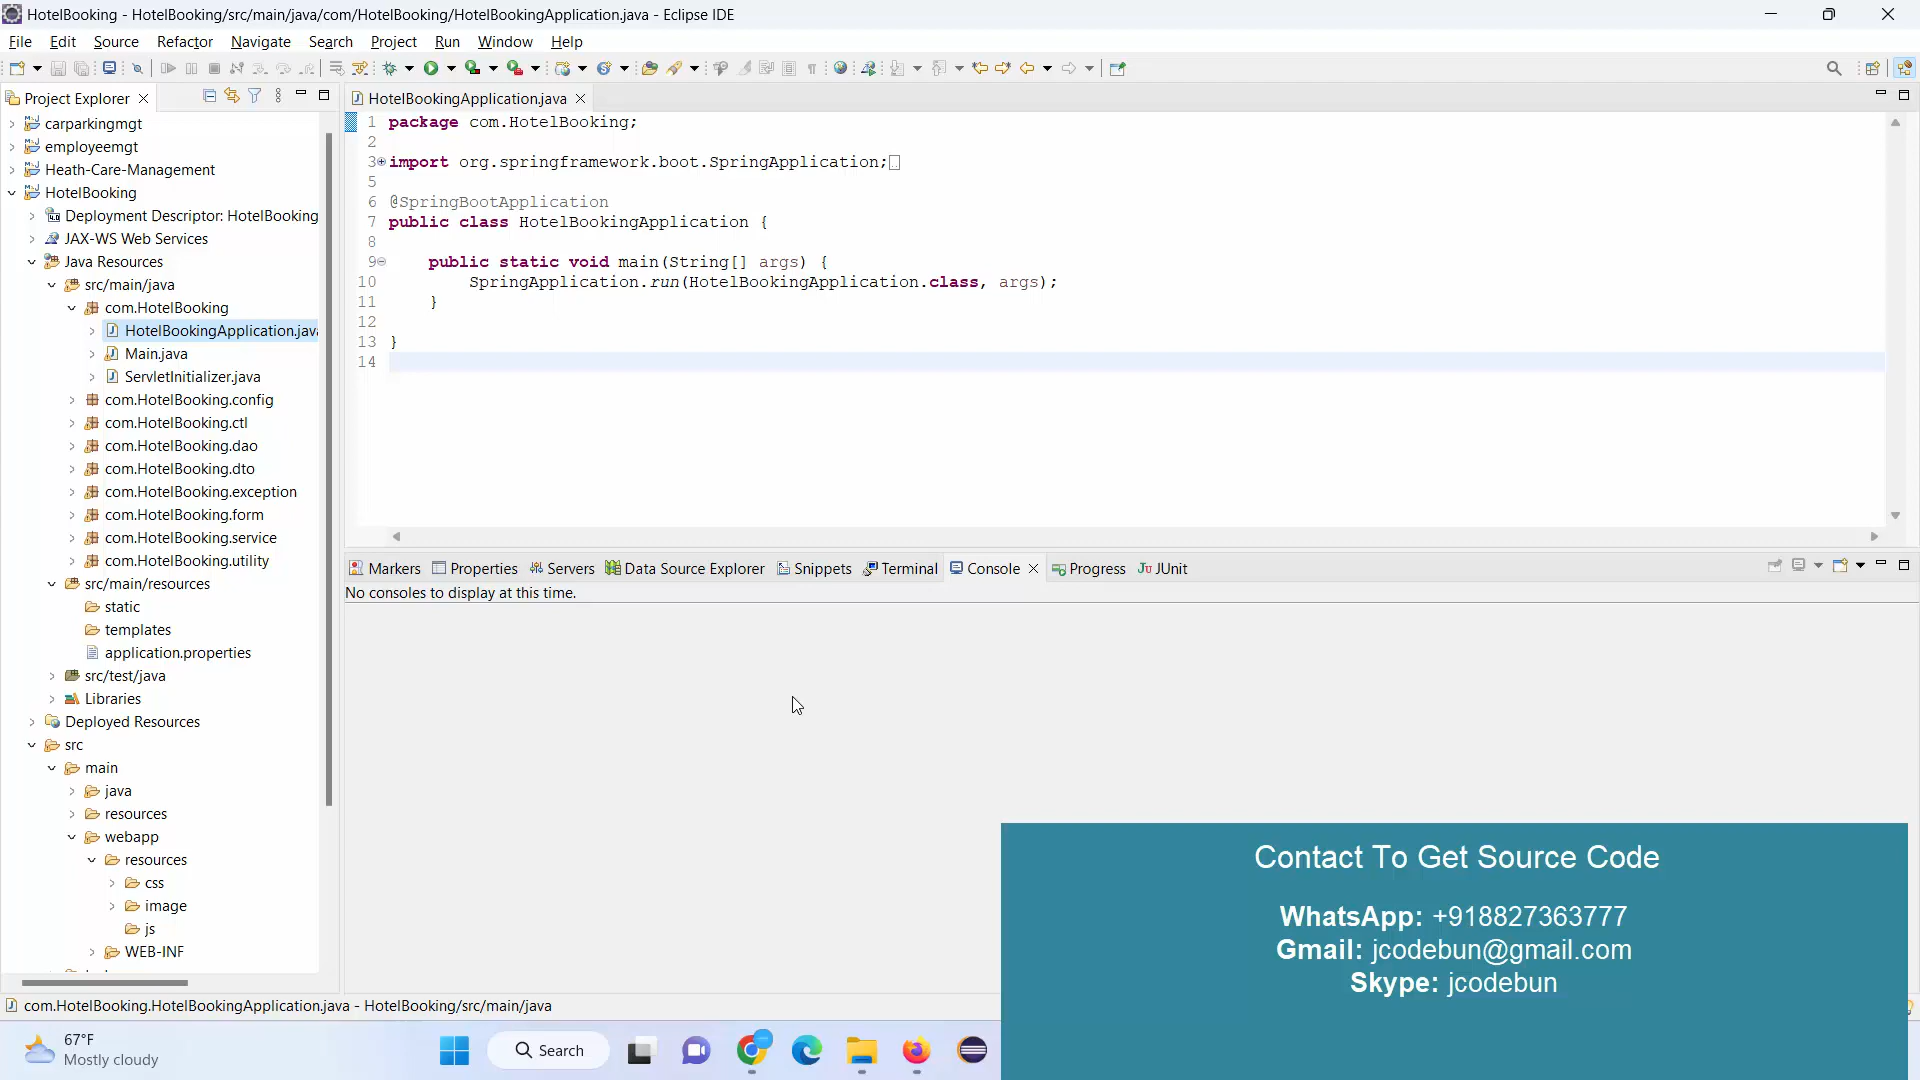 HotelBooking - HotelBooking/src/main/java/com/HotelBooking/HotelBookingApplication.java - Eclipse IDE
File Edit Source Refactor Navigate Search Project Run Window Help
Project Explorer
carparkingmgt
employeemgt
Heath-Care-Management
HotelBooking
Deployment Descriptor: HotelBooking
JAX-WS Web Services
Java Resources
src/main/java
com.HotelBooking
HotelBookingApplication.java
Main.java
ServletInitializer.java
com.HotelBooking.config
com.HotelBooking.ctl
com.HotelBooking.dao
com.HotelBooking.dto
com.HotelBooking.exception
com.HotelBooking.form
com.HotelBooking.service
com.HotelBooking.utility
src/main/resources
static
templates
application.properties
src/test/java
Libraries
Deployed Resources
src
main
java
resources
webapp
resources
css
image
js
WEB-INF
HotelBookingApplication.java
1 package com.HotelBooking;
2
3 import org.springframework.boot.SpringApplication;
5
6 @SpringBootApplication
7 public class HotelBookingApplication {
8
9 public static void main(String[] args) {
10 SpringApplication.run(HotelBookingApplication.class, args);
11 }
12
13 }
14
Markers Properties Servers Data Source Explorer Snippets Terminal Console Progress JUnit
No consoles to display at this time.
Contact To Get Source Code
WhatsApp: +918827363777
Gmail: jcodebun@gmail.com
Skype: jcodebun
com.HotelBooking.HotelBookingApplication.java - HotelBooking/src/main/java
67°F
Mostly cloudy
Search